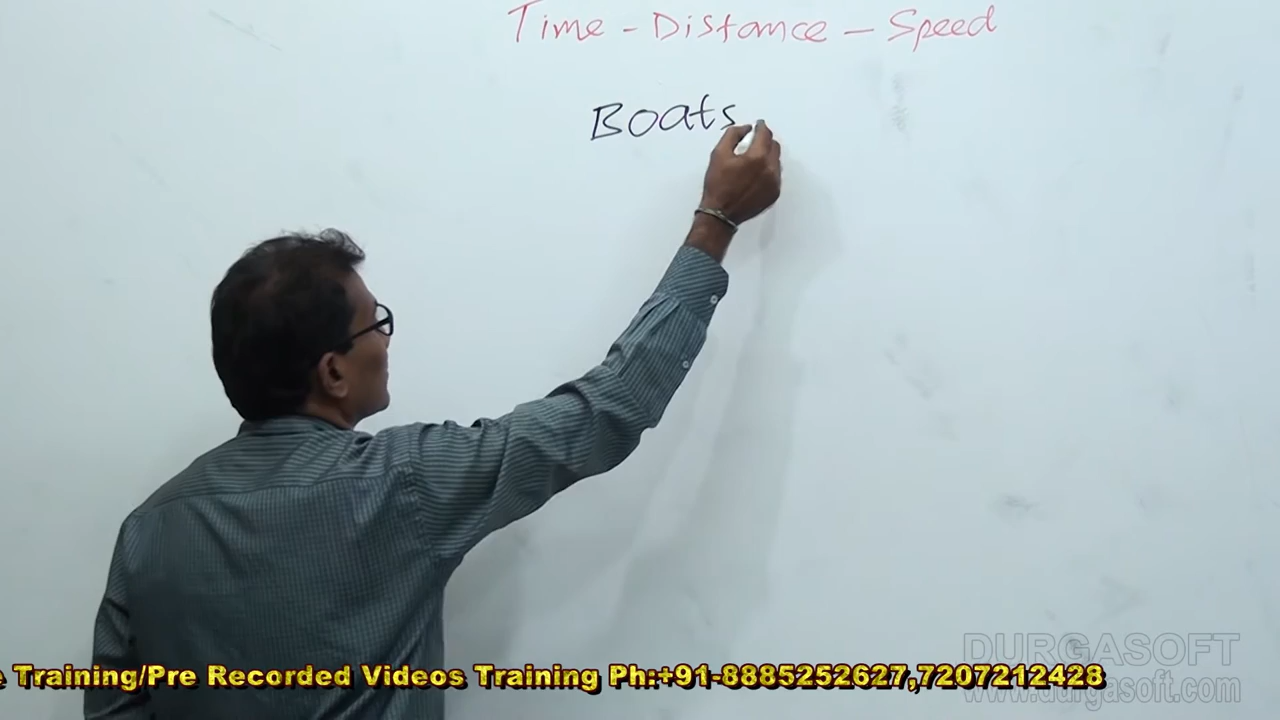 Time - Distance - Speed
Boats
Training/Pre Recorded Videos Training Ph:+91-8885252627,7207212428
DURGASOFT
www.durgasoft.com